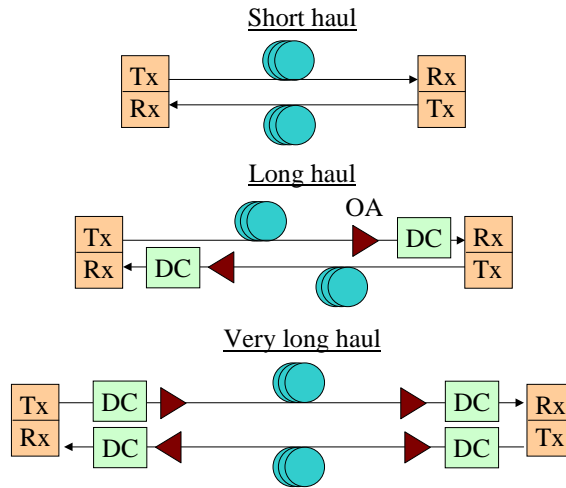 Short haul
Tx Rx
Rx Tx
Long haul
OA
Tx DC Rx
Rx DC Tx
Very long haul
Tx DC DC Rx
Rx DC DC Tx